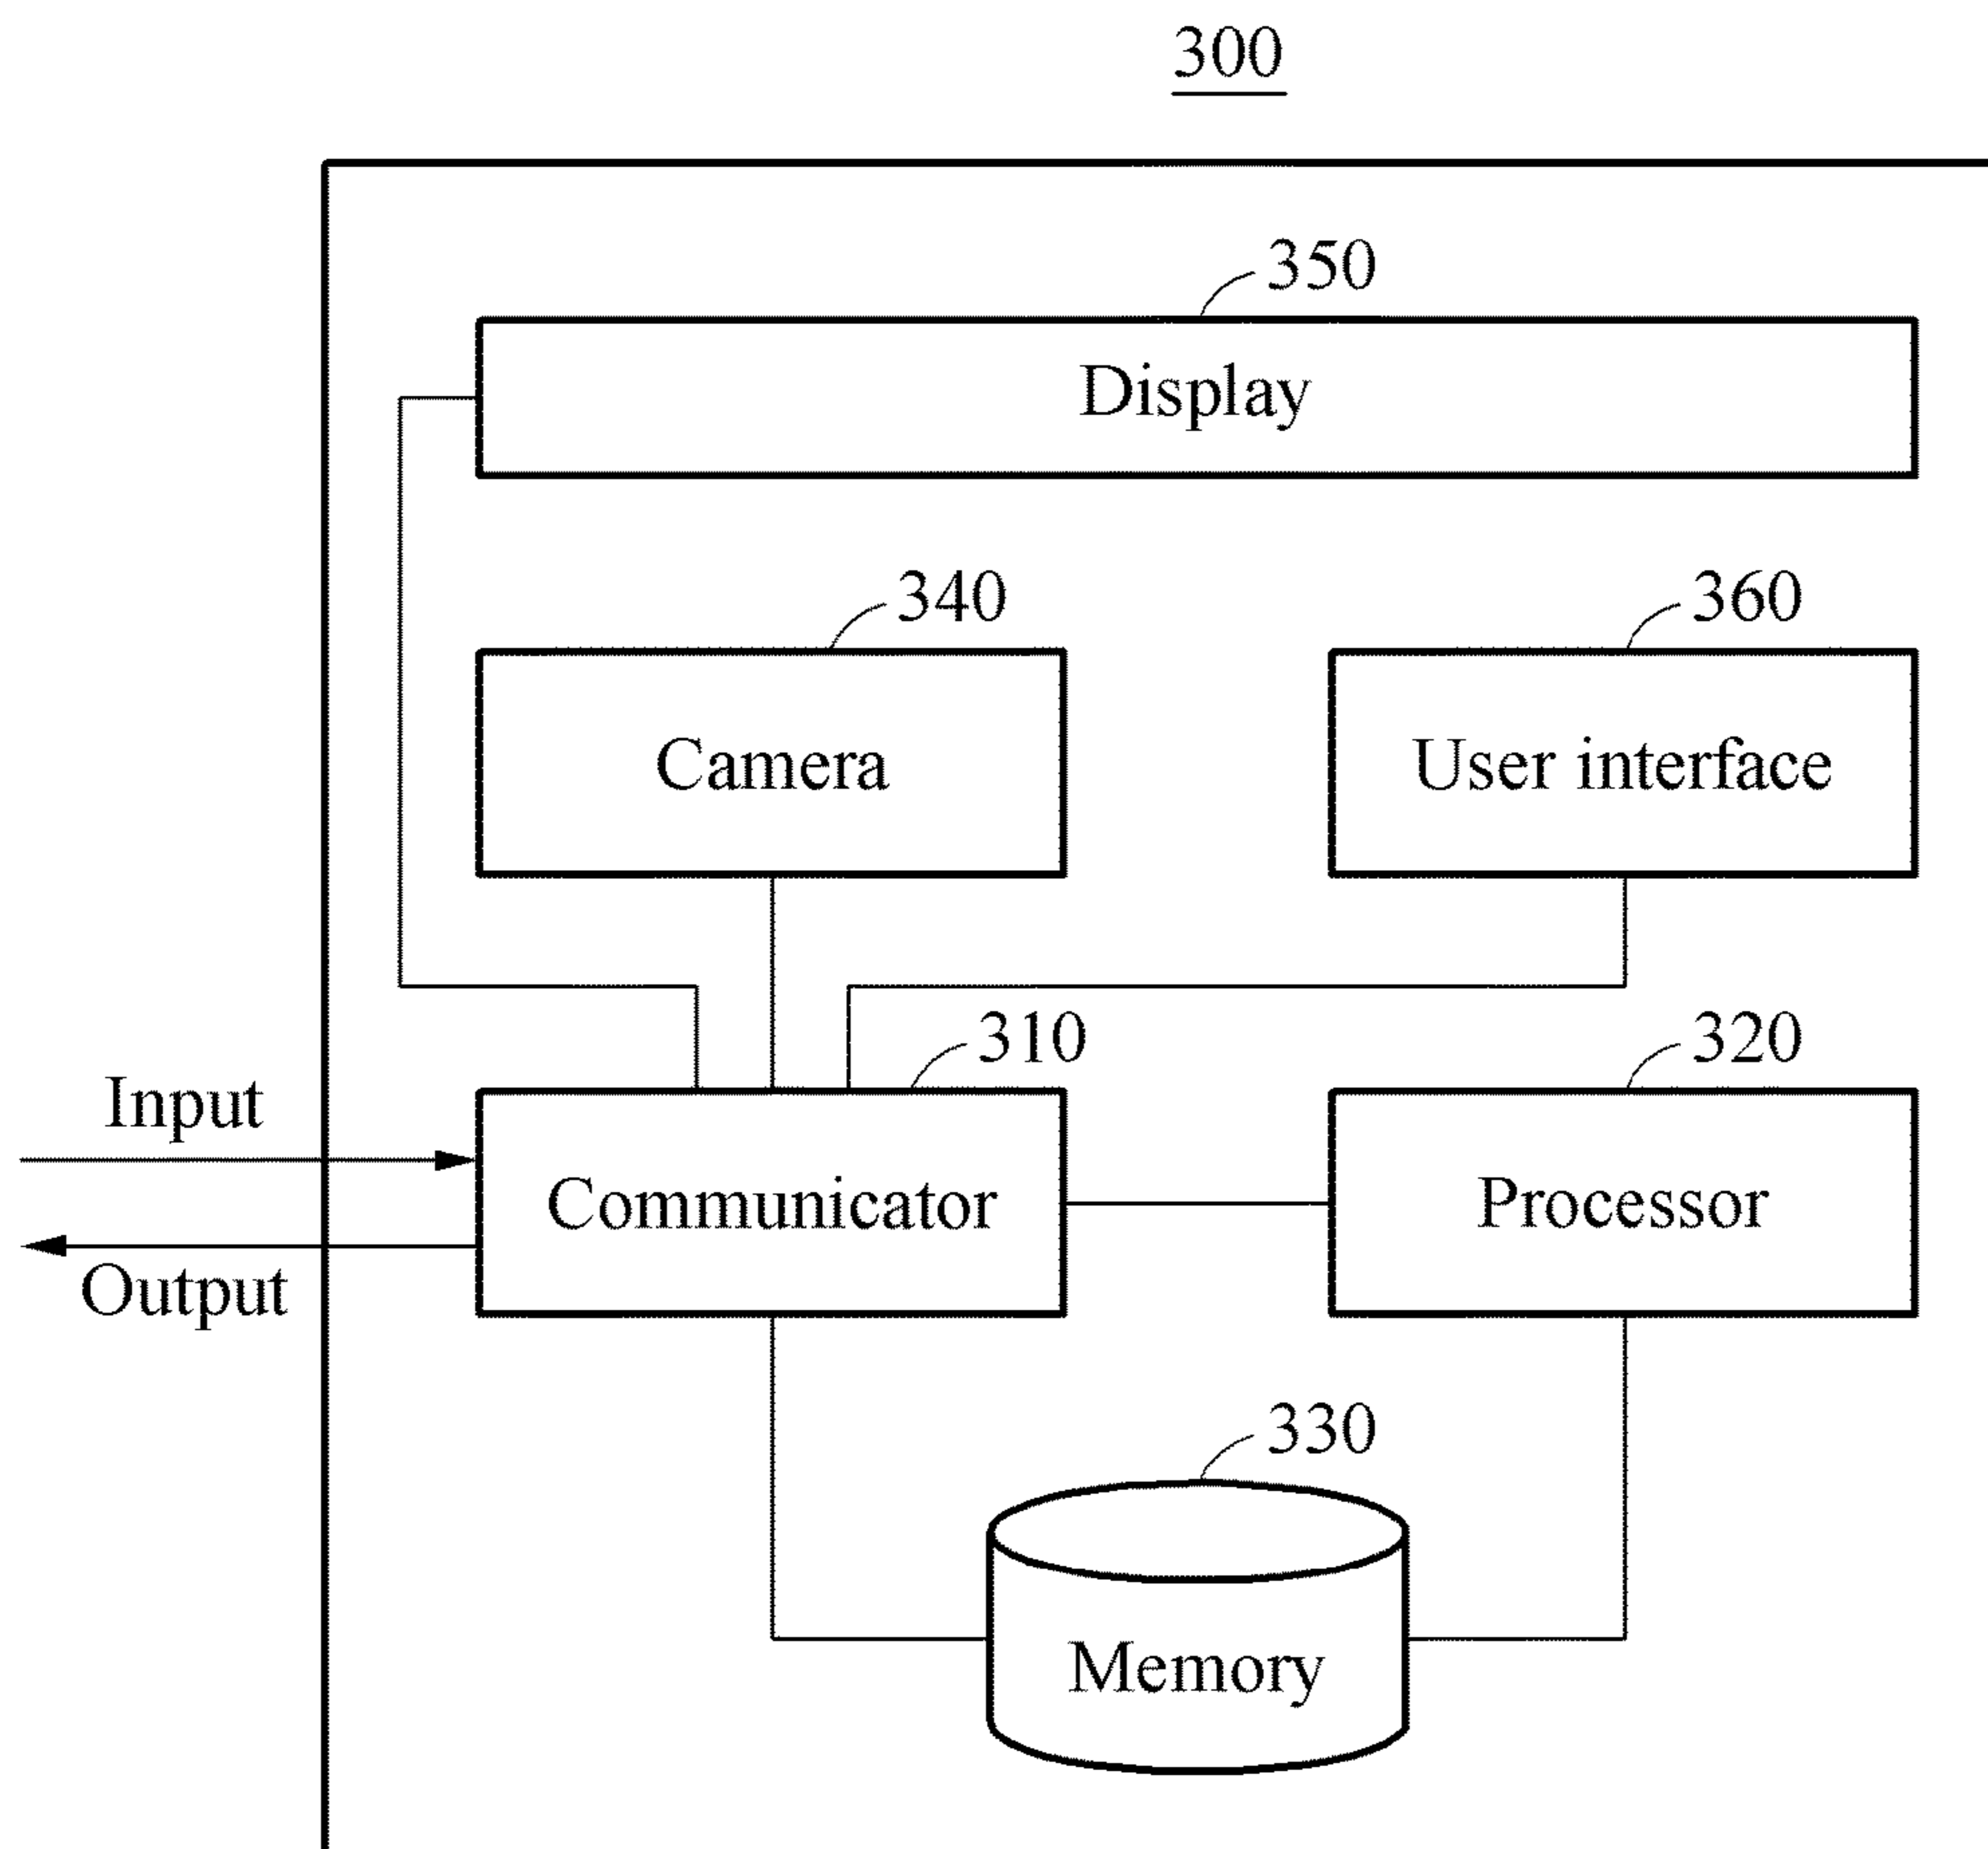 300
350
Display
340
360
Camera
User interface
310
320
Input
Communicator
Processor
Output
330
Memory